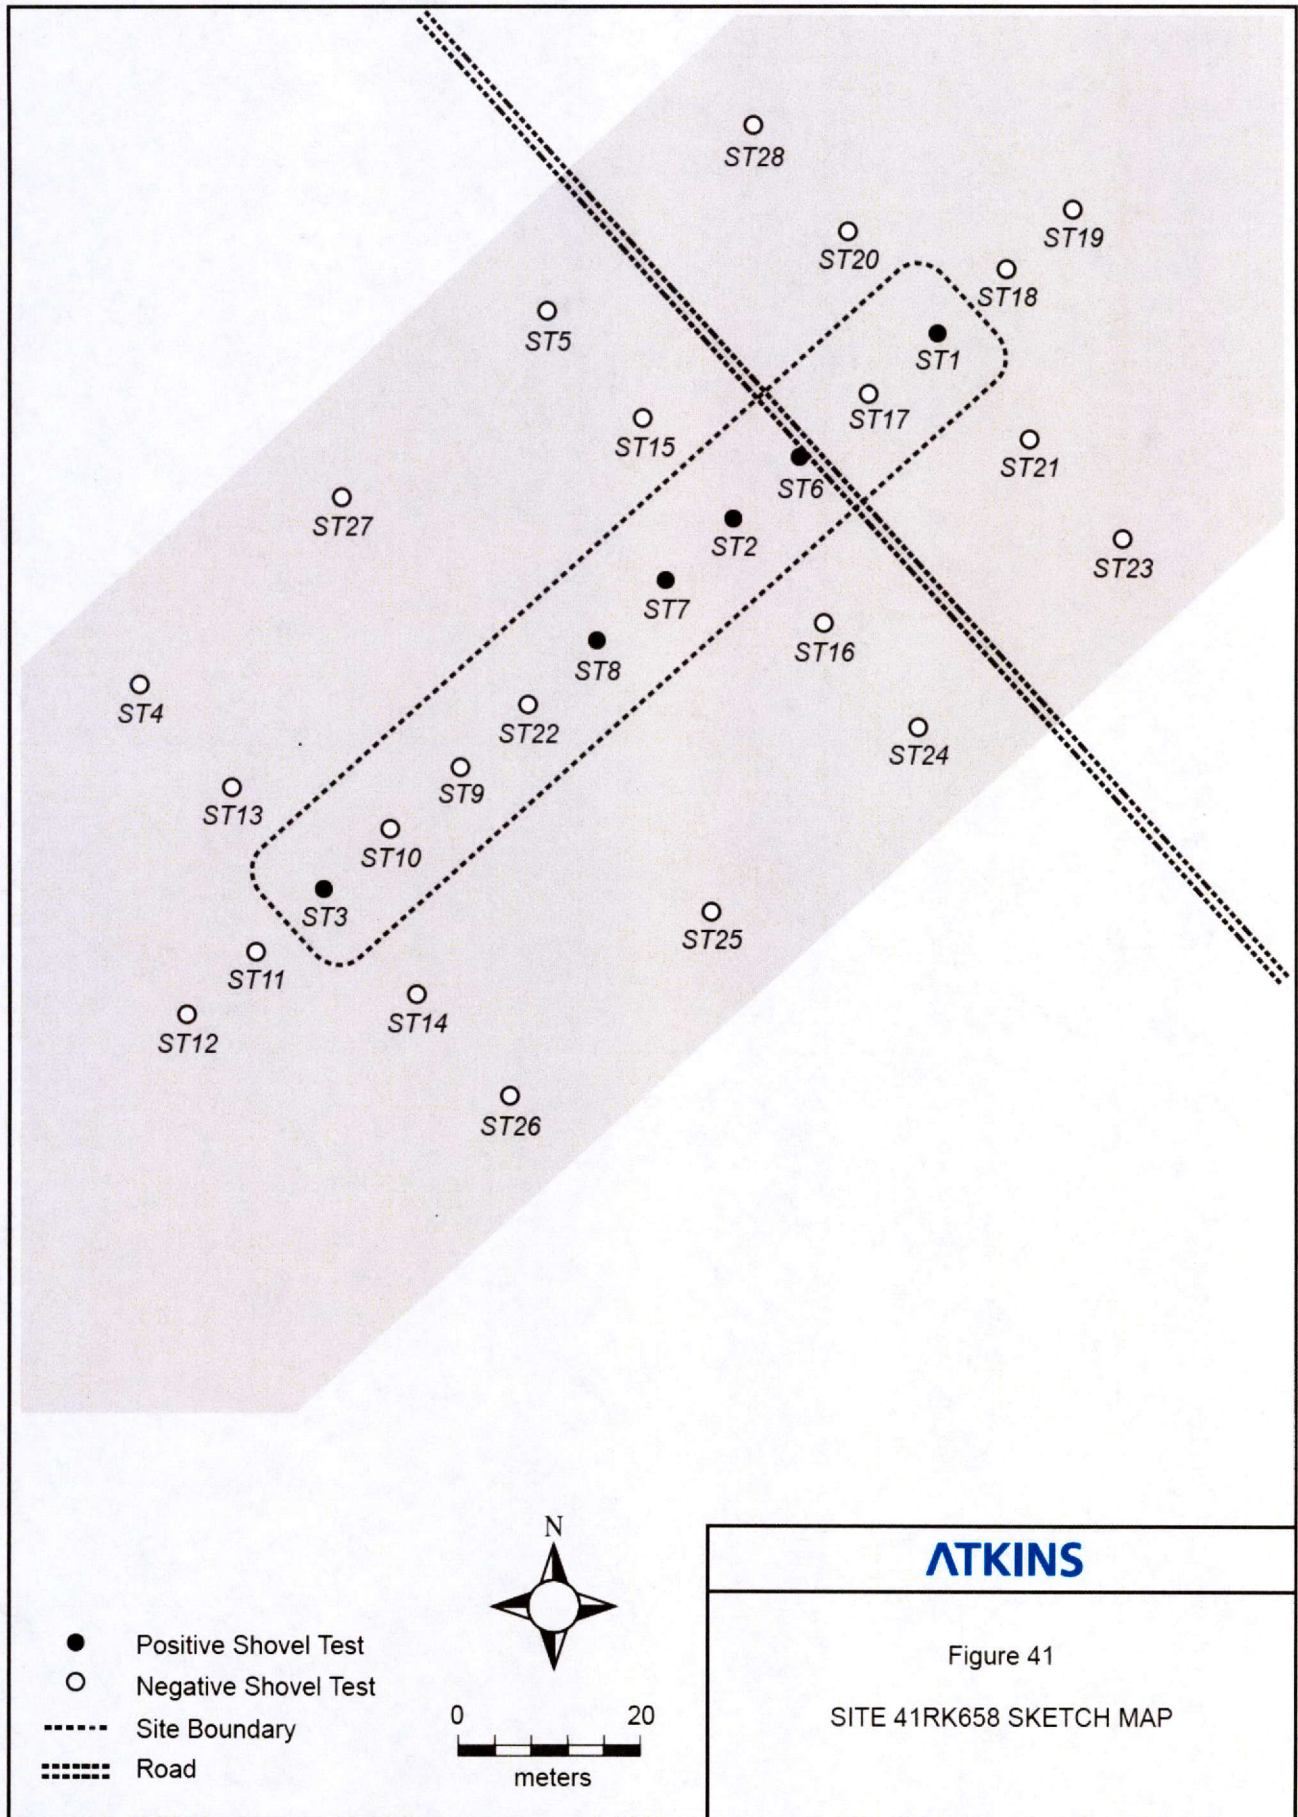 ST28
ST19
ST20
ST18
ST5
ST1
ST17
ST15
ST21
ST6
ST27
ST2
ST23
ST7
ST16
ST8
ST4
ST22
ST24
ST9
ST13
ST10
ST3
ST25
ST11
ST14
ST12
ST26
N
Positive Shovel Test
Negative Shovel Test
Site Boundary
Road
0 20
meters
ATKINS
Figure 41
SITE 41RK658 SKETCH MAP